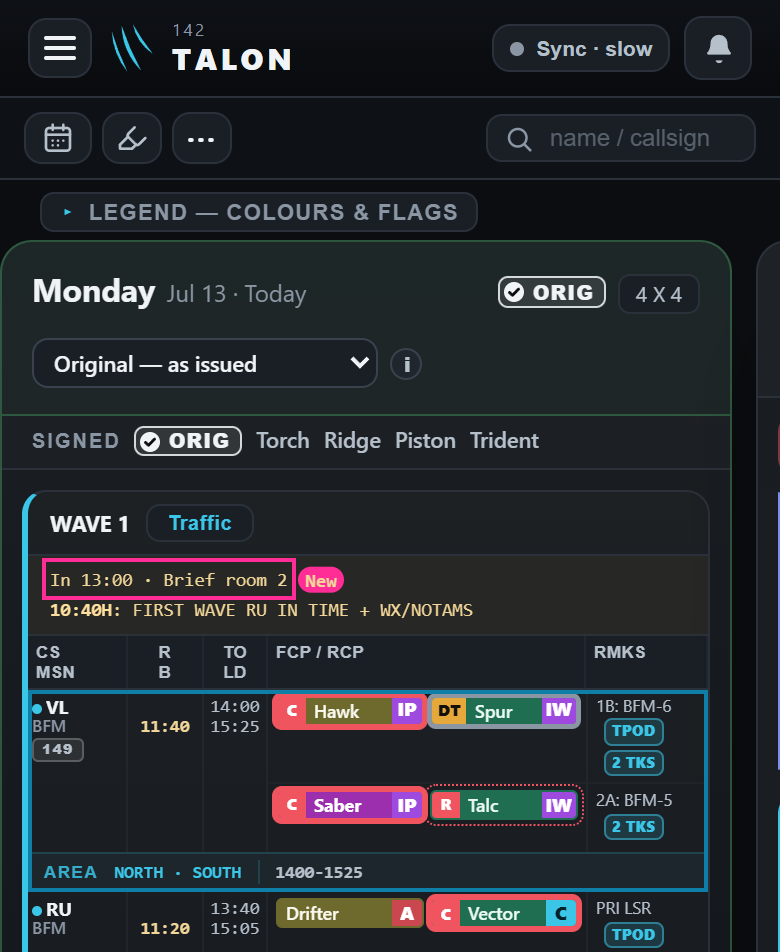 142
TALON
Sync · slow
name / callsign
LEGEND — COLOURS & FLAGS
Monday Jul 13 · Today
ORIG
4 X 4
Original — as issued
i
SIGNED ORIG Torch Ridge Piston Trident
WAVE 1 Traffic
In 13:00 · Brief room 2 New
10:40H: FIRST WAVE RU IN TIME + WX/NOTAMS
CS R TO FCP / RCP RMKS
MSN B LD
VL 14:00 C Hawk IP DT Spur IW 1B: BFM-6
BFM 11:40 15:25 TPOD
149 2 TKS
C Saber IP R Talc IW 2A: BFM-5
2 TKS
AREA NORTH · SOUTH 1400-1525
RU 13:40 Drifter A C Vector C PRI LSR
BFM 11:20 15:05 TPOD